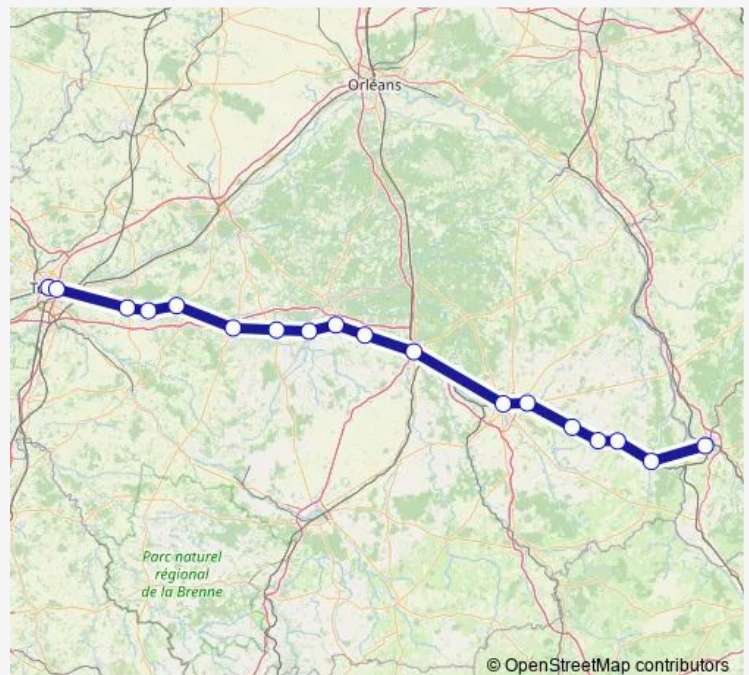 Orléans
T
Parc naturel
régional
de la Brenne
© OpenStreetMap contributors